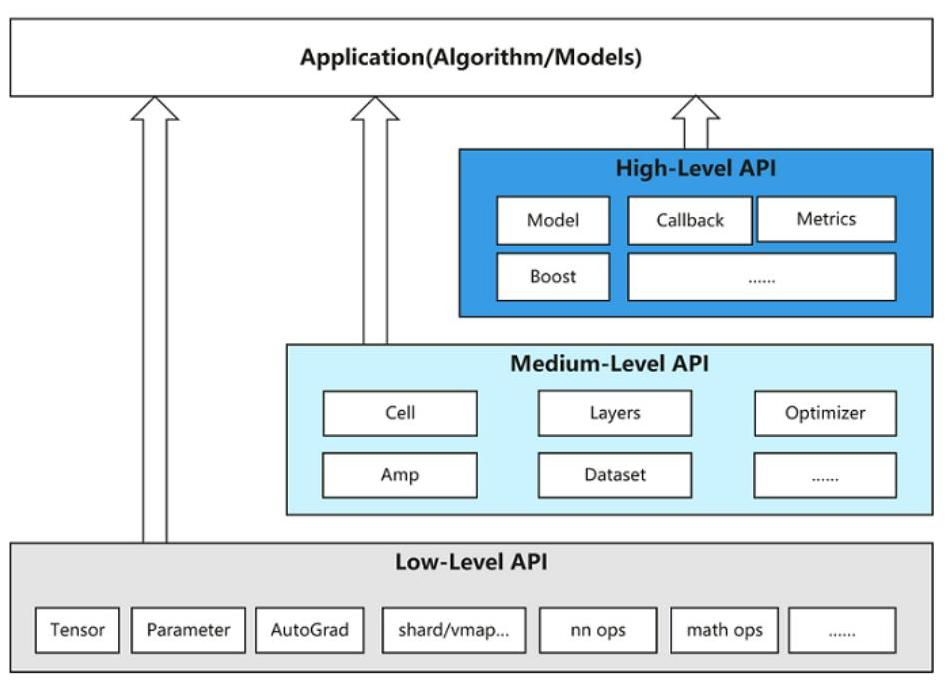 Application(Algorithm/Models)
High-Level API
Model
Callback
Metrics
Boost
......
Medium-Level API
Cell
Layers
Optimizer
Amp
Dataset
......
Low-Level API
Tensor
Parameter
AutoGrad
shard/vmap...
nn ops
math ops
......